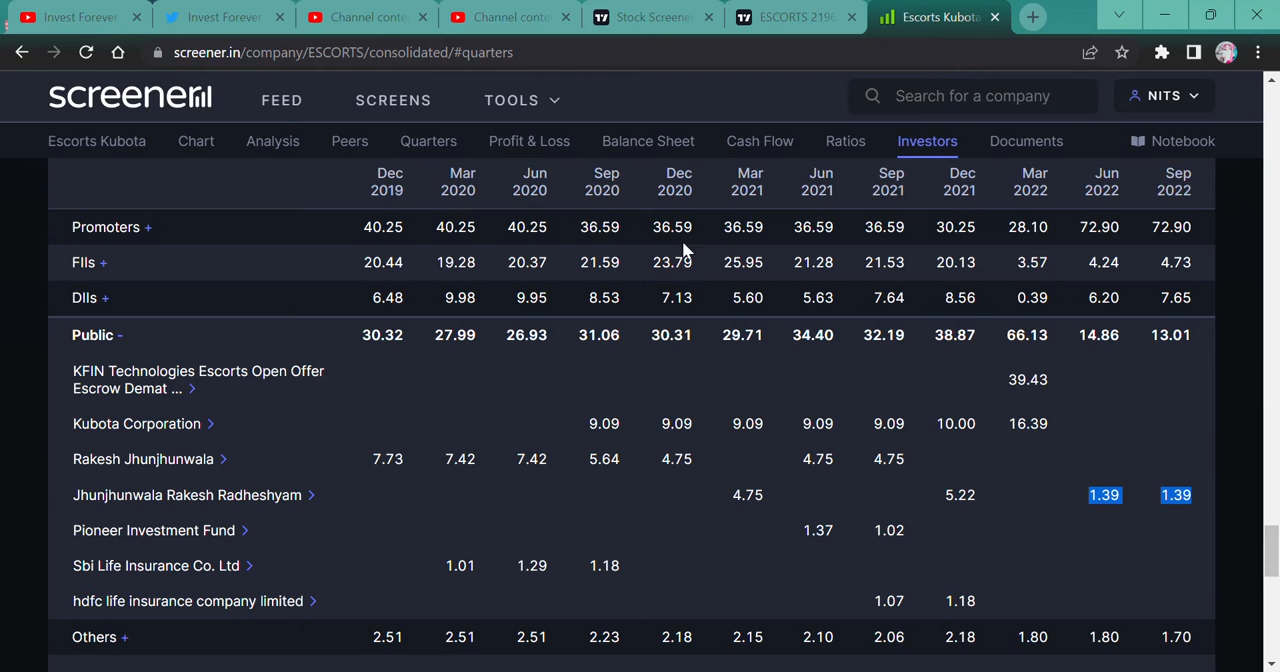 Invest Forever
Invest Forever
Channel conte
Channel conte
Stock Screene
ESCORTS 2196
Escorts Kubota
screener.in/company/ESCORTS/consolidated/#quarters
screener
FEED SCREENS TOOLS
Search for a company
NITS
Escorts Kubota Chart Analysis Peers Quarters Profit & Loss Balance Sheet Cash Flow Ratios Investors Documents Notebook
Dec Mar Jun Sep Dec Mar Jun Sep Dec Mar Jun Sep
2019 2020 2020 2020 2020 2021 2021 2021 2021 2022 2022 2022
Promoters + 40.25 40.25 40.25 36.59 36.59 36.59 36.59 36.59 30.25 28.10 72.90 72.90
FIIs + 20.44 19.28 20.37 21.59 23.79 25.95 21.28 21.53 20.13 3.57 4.24 4.73
DIIs + 6.48 9.98 9.95 8.53 7.13 5.60 5.63 7.64 8.56 0.39 6.20 7.65
Public - 30.32 27.99 26.93 31.06 30.31 29.71 34.40 32.19 38.87 66.13 14.86 13.01
KFIN Technologies Escorts Open Offer
Escrow Demat ... 39.43
Kubota Corporation 9.09 9.09 9.09 9.09 9.09 10.00 16.39
Rakesh Jhunjhunwala 7.73 7.42 7.42 5.64 4.75 4.75 4.75
Jhunjhunwala Rakesh Radheshyam 4.75 5.22 1.39 1.39
Pioneer Investment Fund 1.37 1.02
Sbi Life Insurance Co. Ltd 1.01 1.29 1.18
hdfc life insurance company limited 1.07 1.18
Others + 2.51 2.51 2.51 2.23 2.18 2.15 2.10 2.06 2.18 1.80 1.80 1.70